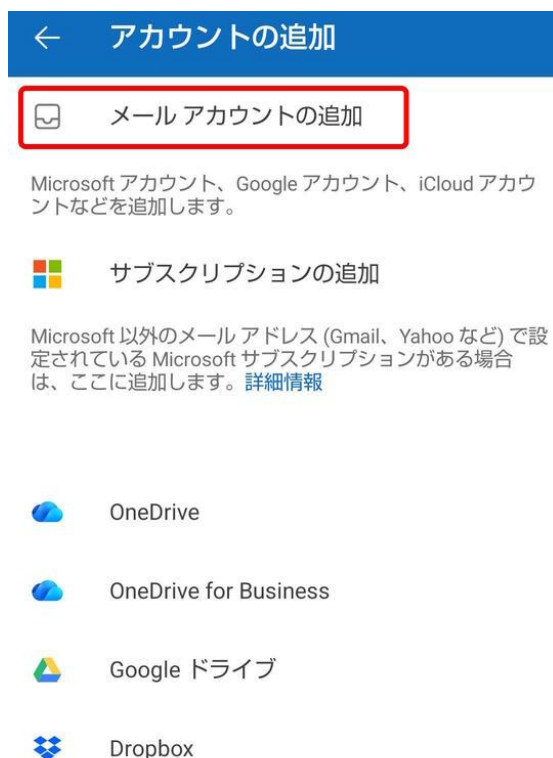 アカウントの追加
メール アカウントの追加
Microsoft アカウント、Google アカウント、iCloud アカウ
ントなどを追加します。
サブスクリプションの追加
Microsoft 以外のメール アドレス (Gmail、Yahoo など) で設
定されている Microsoft サブスクリプションがある場合
は、ここに追加します。詳細情報
OneDrive
OneDrive for Business
Google ドライブ
Dropbox